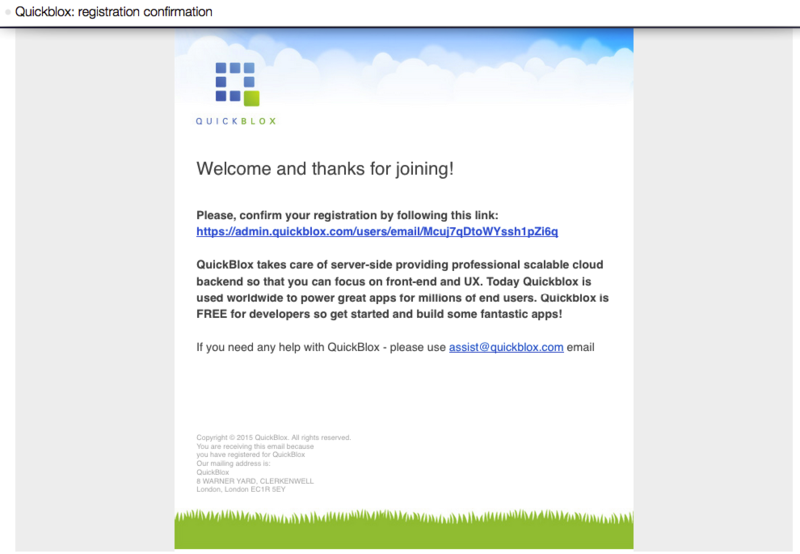 Quickblox: registration confirmation
QUICKBLOX
Welcome and thanks for joining!
Please, confirm your registration by following this link:
https://admin.quickblox.com/users/email/Mcuj7qDtoWYssh1pZi6q
QuickBlox takes care of server-side providing professional scalable cloud
backend so that you can focus on front-end and UX. Today Quickblox is
used worldwide to power great apps for millions of end users. Quickblox is
FREE for developers so get started and build some fantastic apps!
If you need any help with QuickBlox - please use assist@quickblox.com email
Copyright © 2015 QuickBlox. All rights reserved.
You are receiving this email because
you have registered for QuickBlox
Our mailing address is:
QuickBlox
8 WARNER YARD, CLERKENWELL
London, London EC1R 5EY